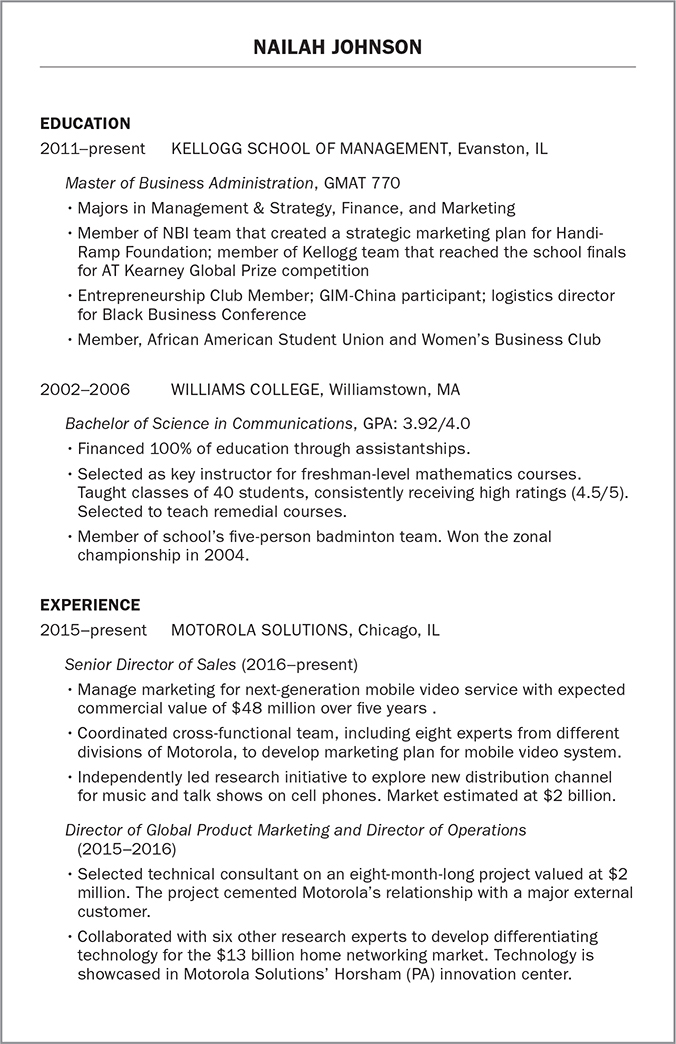 NAILAH JOHNSON
EDUCATION
2011–present KELLOGG SCHOOL OF MANAGEMENT, Evanston, IL
Master of Business Administration, GMAT 770
• Majors in Management & Strategy, Finance, and Marketing
• Member of NBI team that created a strategic marketing plan for Handi-
Ramp Foundation; member of Kellogg team that reached the school finals
for AT Kearney Global Prize competition
• Entrepreneurship Club Member; GIM-China participant; logistics director
for Black Business Conference
• Member, African American Student Union and Women’s Business Club
2002–2006 WILLIAMS COLLEGE, Williamstown, MA
Bachelor of Science in Communications, GPA: 3.92/4.0
• Financed 100% of education through assistantships.
• Selected as key instructor for freshman-level mathematics courses.
Taught classes of 40 students, consistently receiving high ratings (4.5/5).
Selected to teach remedial courses.
• Member of school’s five-person badminton team. Won the zonal
championship in 2004.
EXPERIENCE
2015–present MOTOROLA SOLUTIONS, Chicago, IL
Senior Director of Sales (2016–present)
• Manage marketing for next-generation mobile video service with expected
commercial value of $48 million over five years .
• Coordinated cross-functional team, including eight experts from different
divisions of Motorola, to develop marketing plan for mobile video system.
• Independently led research initiative to explore new distribution channel
for music and talk shows on cell phones. Market estimated at $2 billion.
Director of Global Product Marketing and Director of Operations
(2015–2016)
• Selected technical consultant on an eight-month-long project valued at $2
million. The project cemented Motorola’s relationship with a major external
customer.
• Collaborated with six other research experts to develop differentiating
technology for the $13 billion home networking market. Technology is
showcased in Motorola Solutions’ Horsham (PA) innovation center.